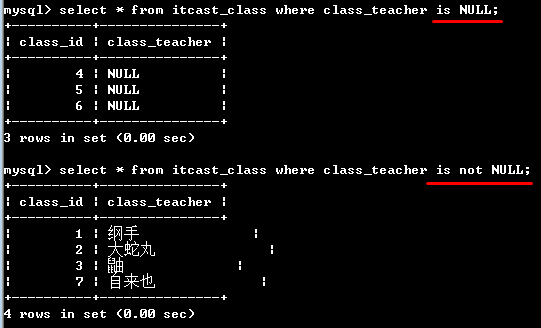 mysql> select * from itcast_class where class_teacher is NULL;
+----------+---------------+
| class_id | class_teacher |
+----------+---------------+
|        4 | NULL          |
|        5 | NULL          |
|        6 | NULL          |
+----------+---------------+
3 rows in set (0.00 sec)
mysql> select * from itcast_class where class_teacher is not NULL;
+----------+---------------+
| class_id | class_teacher |
+----------+---------------+
|        1 | 纲手              |
|        2 | 大蛇丸              |
|        3 | 鼬              |
|        7 | 自来也              |
+----------+---------------+
4 rows in set (0.00 sec)